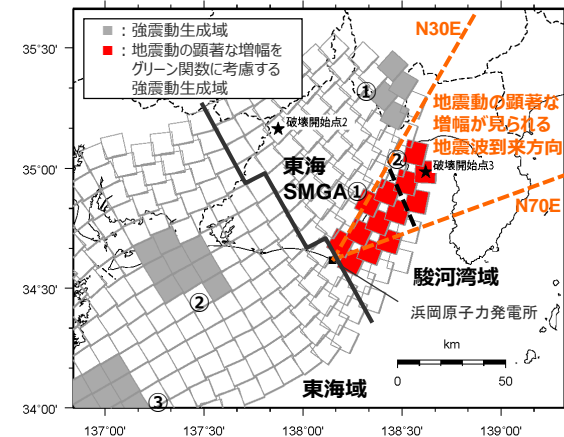 ■ : 強震動生成域
■ : 地震動の顕著な増幅を
グリーン関数に考慮する
強震動生成域
N30E
地震動の顕著な
増幅が見られる
地震波到来方向
N70E
①
★破壊開始点2
②
★破壊開始点3
東海
SMGA①
駿河湾域
浜岡原子力発電所
②
km
0
50
③
東海域
35°30'
35°00'
34°30'
34°00'
137°00'
137°30'
138°00'
138°30'
139°00'